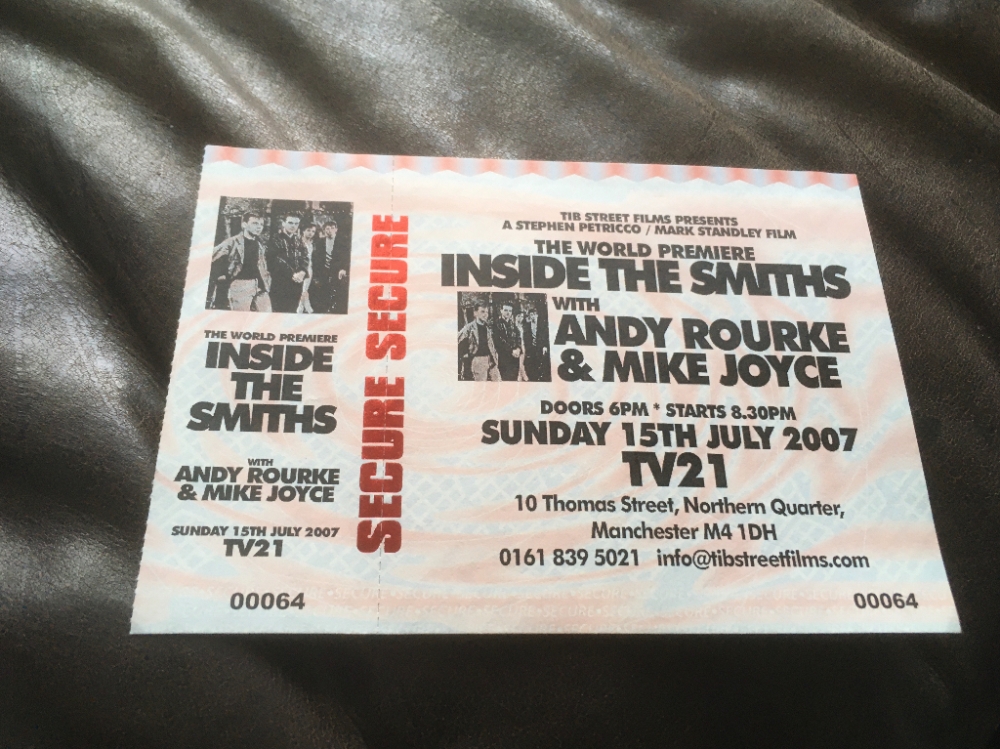 THE WORLD PREMIERE
INSIDE
THE
SMITHS
WITH
ANDY ROURKE
& MIKE JOYCE
SUNDAY 15TH JULY 2007
TV21
00064
SECURE SECURE
TIB STREET FILMS PRESENTS
A STEPHEN PETRICCO / MARK STANDLEY FILM
THE WORLD PREMIERE
INSIDE THE SMITHS
WITH
ANDY ROURKE
& MIKE JOYCE
DOORS 6PM * STARTS 8.30PM
SUNDAY 15TH JULY 2007
TV21
10 Thomas Street, Northern Quarter,
Manchester M4 1DH
0161 839 5021 info@tibstreetfilms.com
00064